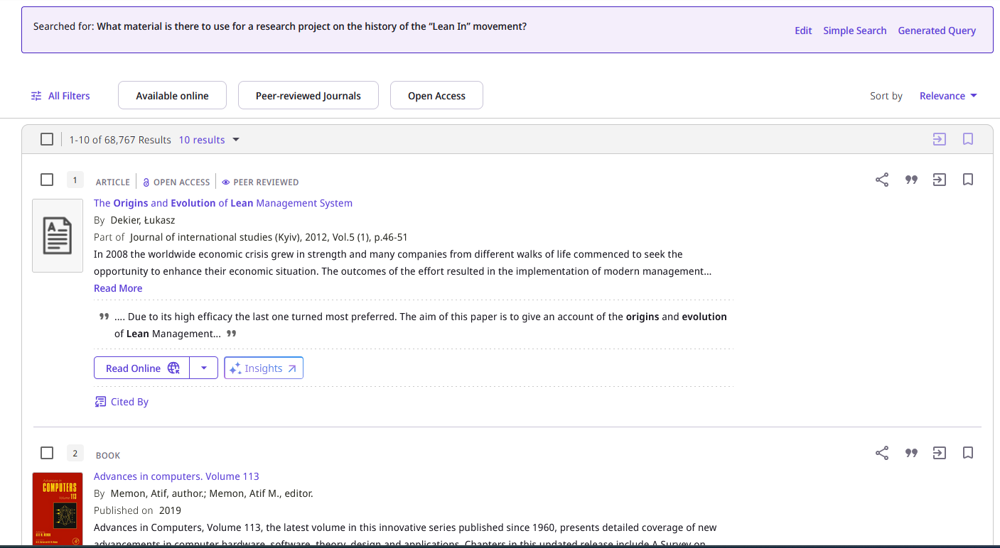 Searched for: What material is there to use for a research project on the history of the “Lean In” movement?
Edit Simple Search Generated Query
All Filters Available online Peer-reviewed Journals Open Access Sort by Relevance
1-10 of 68,767 Results 10 results
1 ARTICLE OPEN ACCESS PEER REVIEWED
The Origins and Evolution of Lean Management System
By Dekier, Łukasz
Part of Journal of international studies (Kyiv), 2012, Vol.5 (1), p.46-51
In 2008 the worldwide economic crisis grew in strength and many companies from different walks of life commenced to seek the
opportunity to enhance their economic situation. The outcomes of the effort resulted in the implementation of modern management...
Read More
.... Due to its high efficacy the last one turned most preferred. The aim of this paper is to give an account of the origins and evolution
of Lean Management...
Read Online Insights
Cited By
2 BOOK
Advances in computers. Volume 113
By Memon, Atif, author.; Memon, Atif M., editor.
Published on 2019
Advances in Computers, Volume 113, the latest volume in this innovative series published since 1960, presents detailed coverage of new
advancements in computer hardware, software, theory, design and applications. Chapters in this updated release include A Survey on
Advances in
COMPUTERS
Volume 113